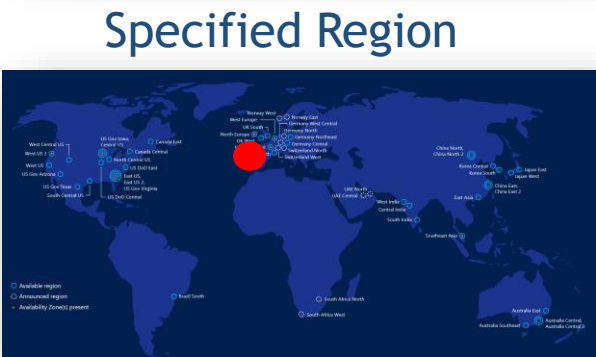 Specified Region
Norway West
Norway East
West Europe
Germany West Central
UK South
Germany North
North Europe
Germany Northeast
UK West
Germany Central
Switzerland North
Switzerland West
West Central US
US Gov Iowa,
Central US
Canada East
West US 2
Canada Central
North Central US
West US
US DoD East
US Gov Arizona
East US,
East US 2,
US Gov Virginia
US Gov Texas
South Central US
US DoD Central
China North,
China North 2
Korea Central
Korea South
Japan East
Japan West
UAE North
UAE Central
West India
Central India
China East,
China East 2
East Asia
South India
Southeast Asia
Available region
Announced region
Availability Zone(s) present
Brazil South
South Africa North
South Africa West
Australia East
Australia Central,
Australia Central 2
Australia Southeast